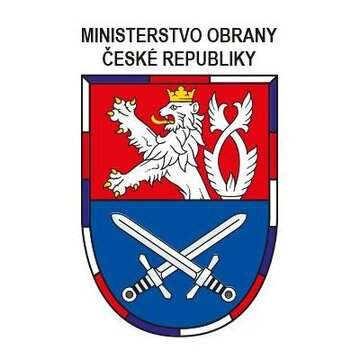 MINISTERSTVO OBRANY
ČESKÉ REPUBLIKY